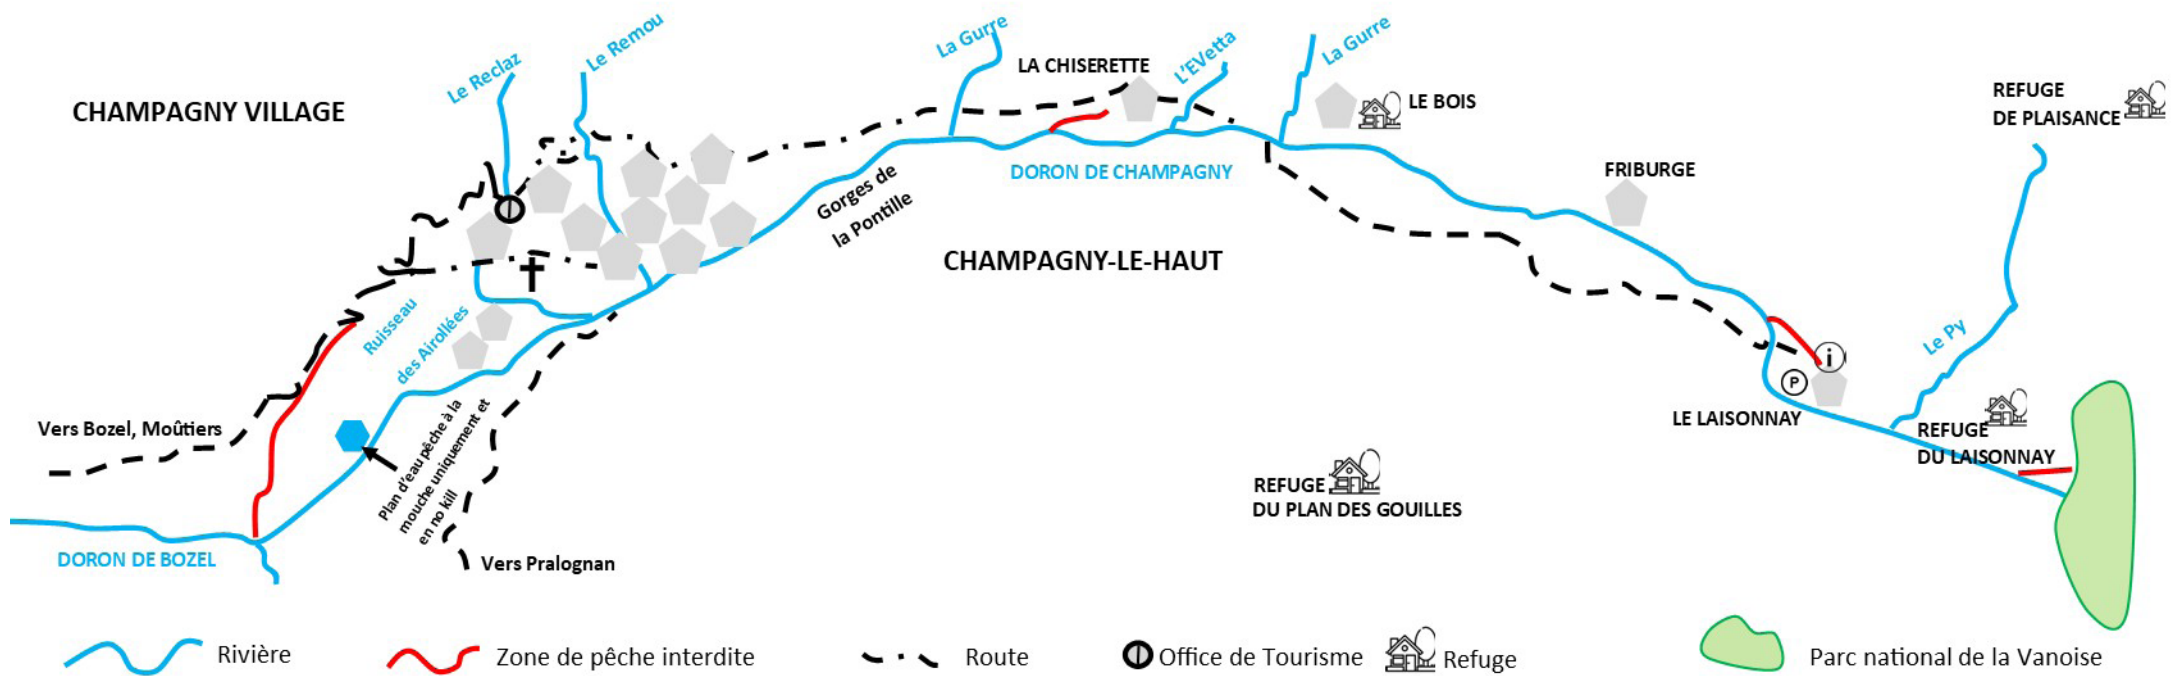 CHAMPAGNY VILLAGE
Le Reclaz
Le Remou
La Gurre
LA CHISERETTE
L'EVetta
La Gurre
LE BOIS
REFUGE
DE PLAISANCE
FRIBURGE
DORON DE CHAMPAGNY
Gorges de
la Pontille
CHAMPAGNY-LE-HAUT
Ruisseau
des Airollées
Vers Bozel, Moûtiers
Plan d'eau pêche à la
mouche uniquement et
en no kill
Le Py
i
P
LE LAISONNAY
REFUGE
DU LAISONNAY
REFUGE
DU PLAN DES GOUILLES
DORON DE BOZEL
Vers Pralognan
Rivière
Zone de pêche interdite
Route
Office de Tourisme
Refuge
Parc national de la Vanoise